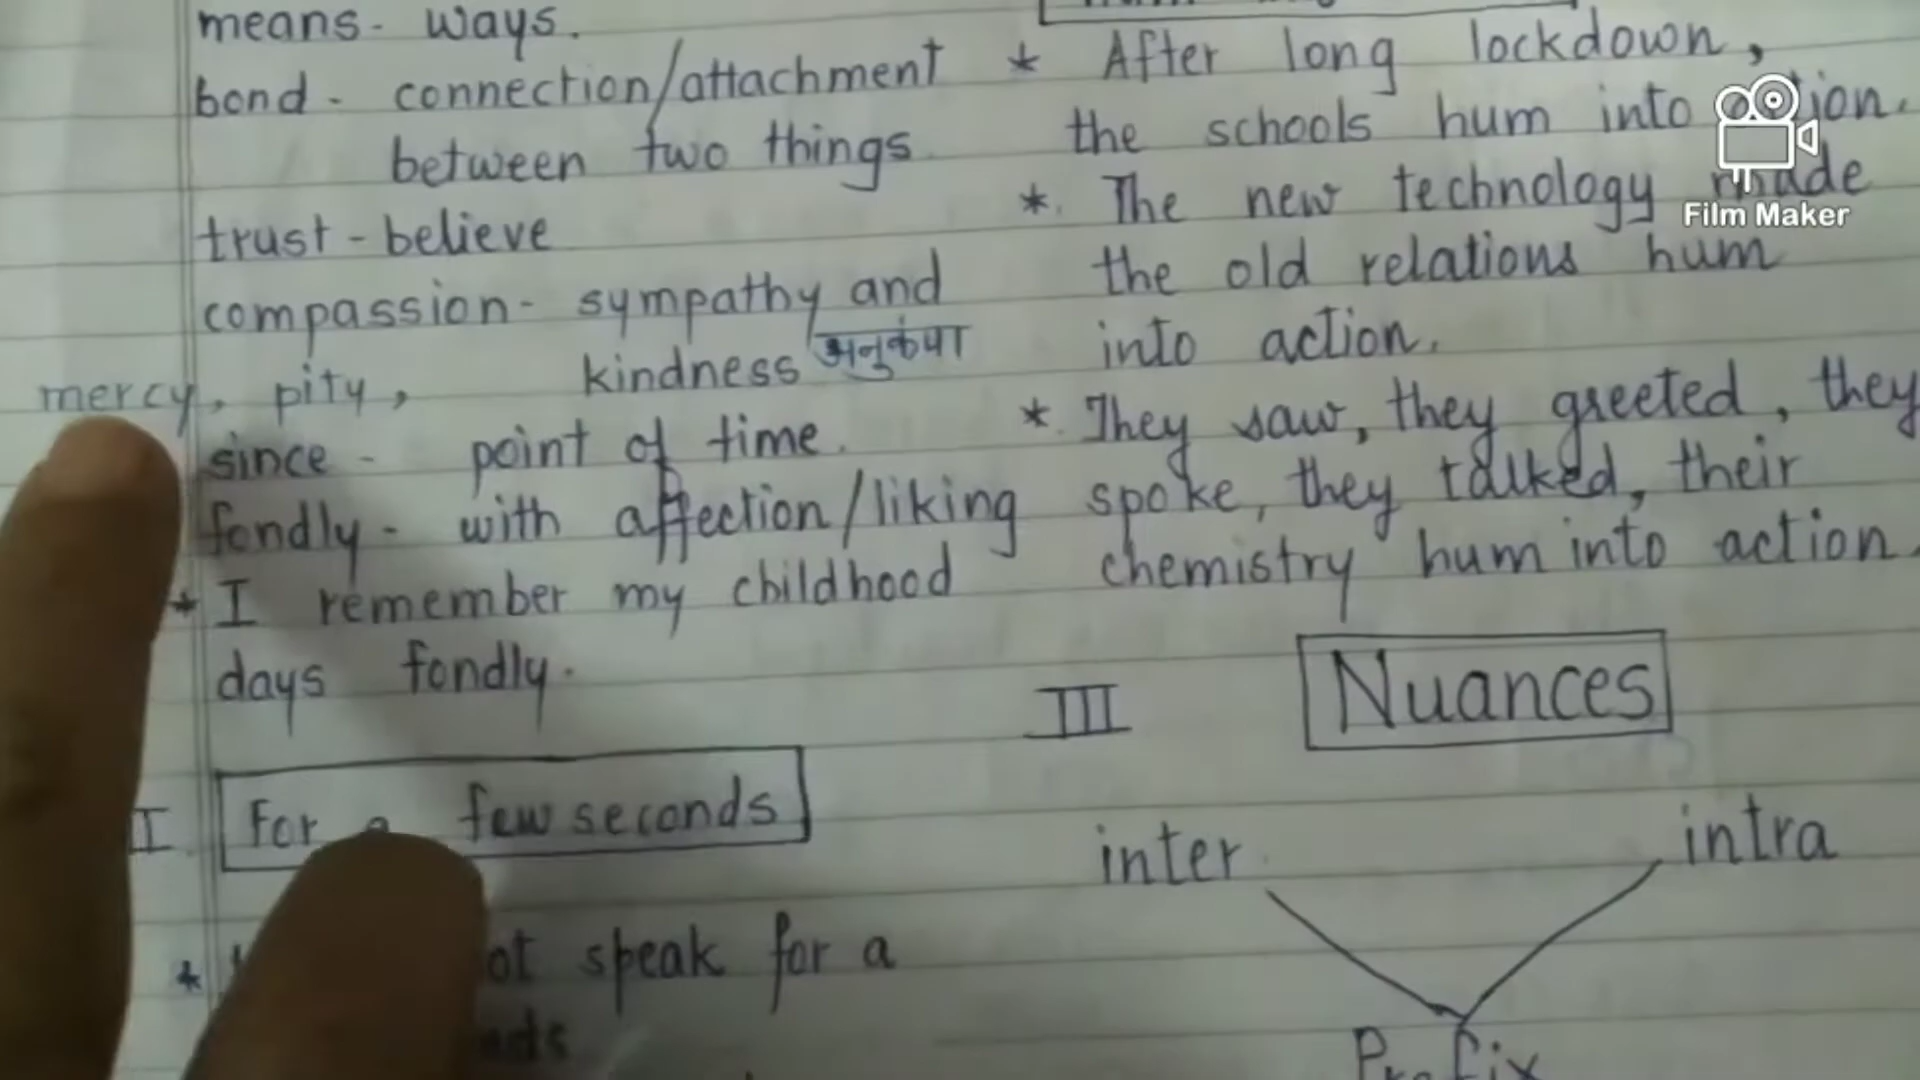 means - ways.
bond - connection/attachment
between two things
trust - believe
compassion - sympathy and
kindness अनुकंपा
mercy, pity,
since - point of time.
fondly - with affection/liking
* I remember my childhood
days fondly.
I For a few seconds
* speak for a
* After long lockdown,
the schools hum into action.
* The new technology made
the old relations hum
into action.
* They saw, they greeted, they
spoke, they talked, their
chemistry hum into action.
III Nuances
inter intra
Prefix
Film Maker